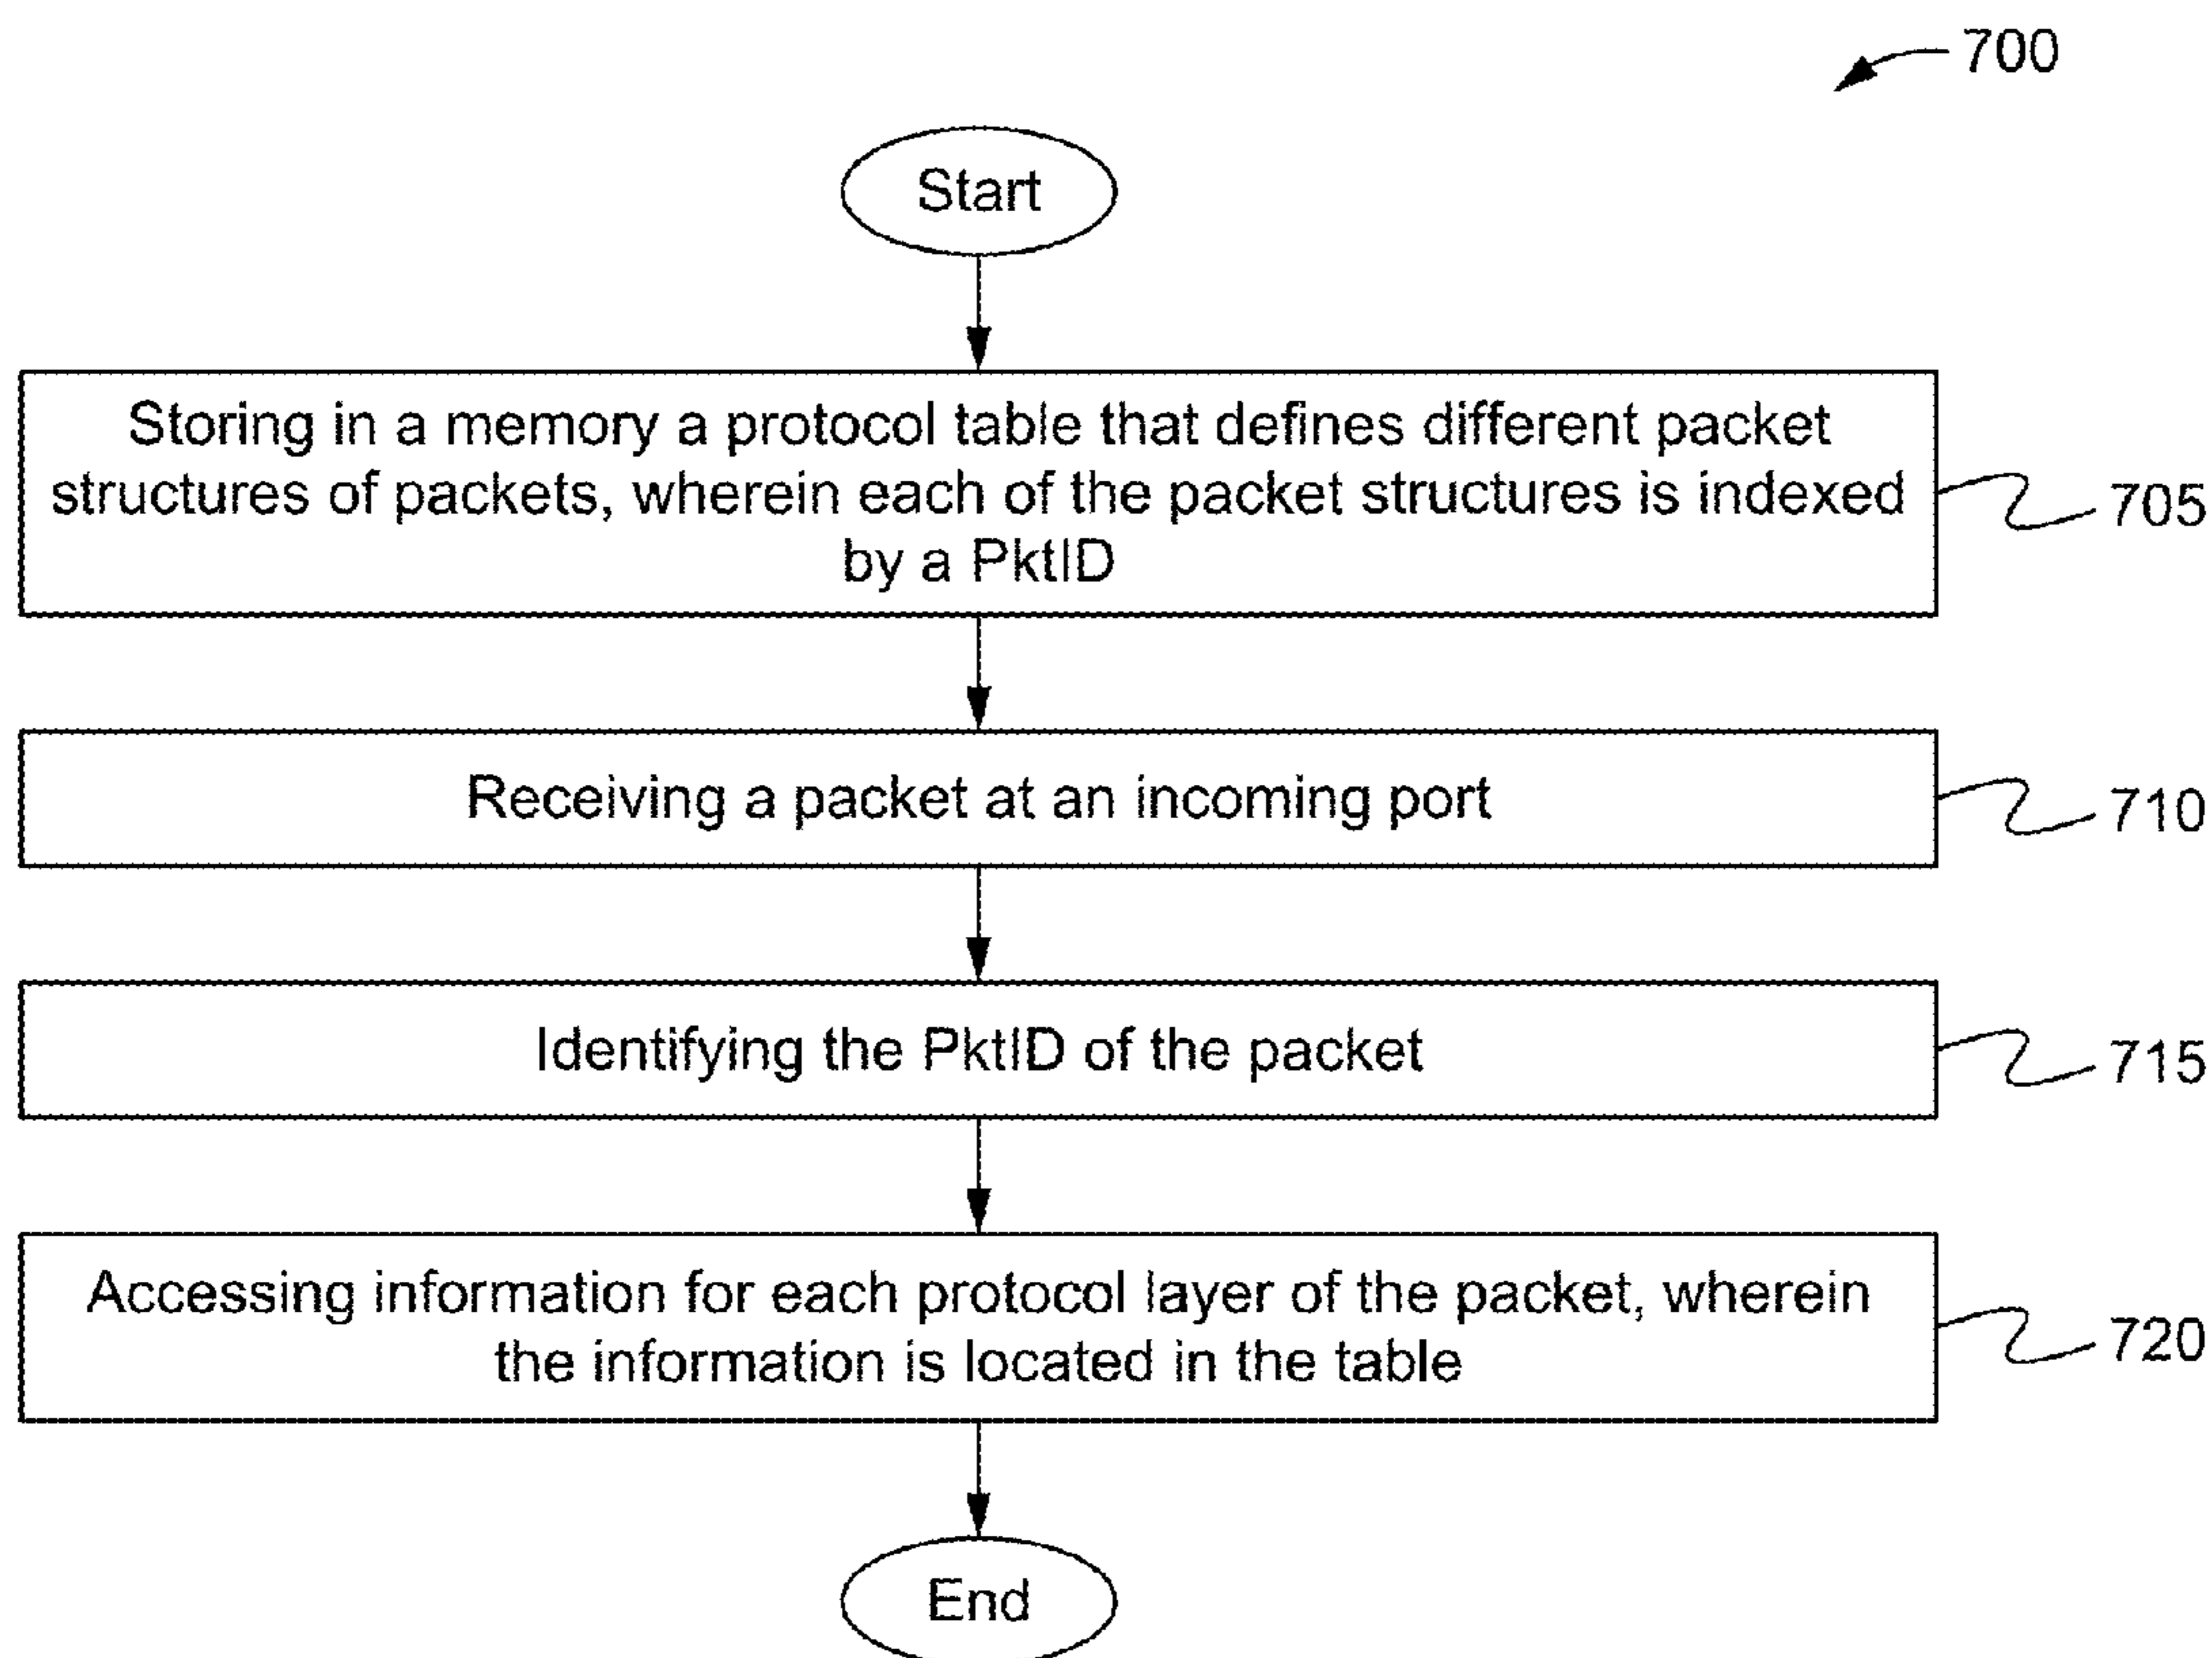 700
Start
Storing in a memory a protocol table that defines different packet
structures of packets, wherein each of the packet structures is indexed
by a PktID
705
Receiving a packet at an incoming port
710
Identifying the PktID of the packet
715
Accessing information for each protocol layer of the packet, wherein
the information is located in the table
720
End